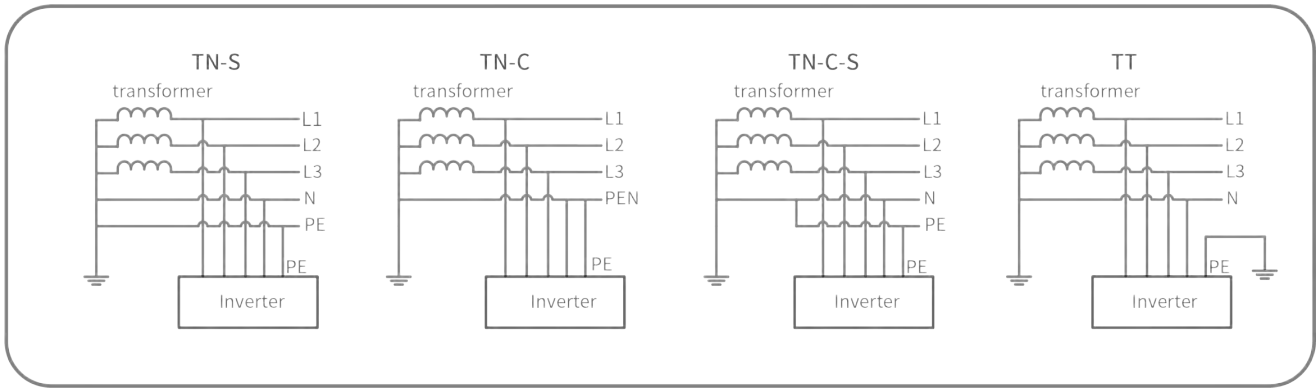 TN-S
transformer
L1
L2
L3
N
PE
PE
Inverter
TN-C
transformer
L1
L2
L3
PEN
PE
Inverter
TN-C-S
transformer
L1
L2
L3
N
PE
PE
Inverter
TT
transformer
L1
L2
L3
N
PE
Inverter